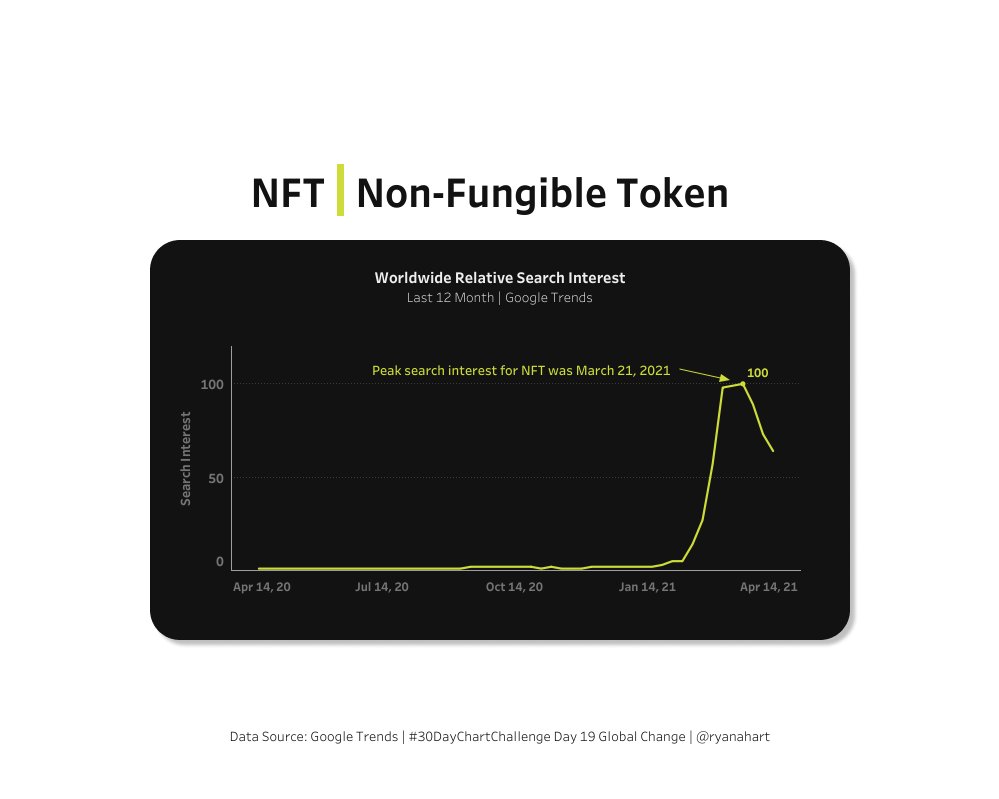 NFT | Non-Fungible Token
Worldwide Relative Search Interest
Last 12 Month | Google Trends
Peak search interest for NFT was March 21, 2021
100
100
50
0
Search Interest
Apr 14, 20 Jul 14, 20 Oct 14, 20 Jan 14, 21 Apr 14, 21
Data Source: Google Trends | #30DayChartChallenge Day 19 Global Change | @ryanahart